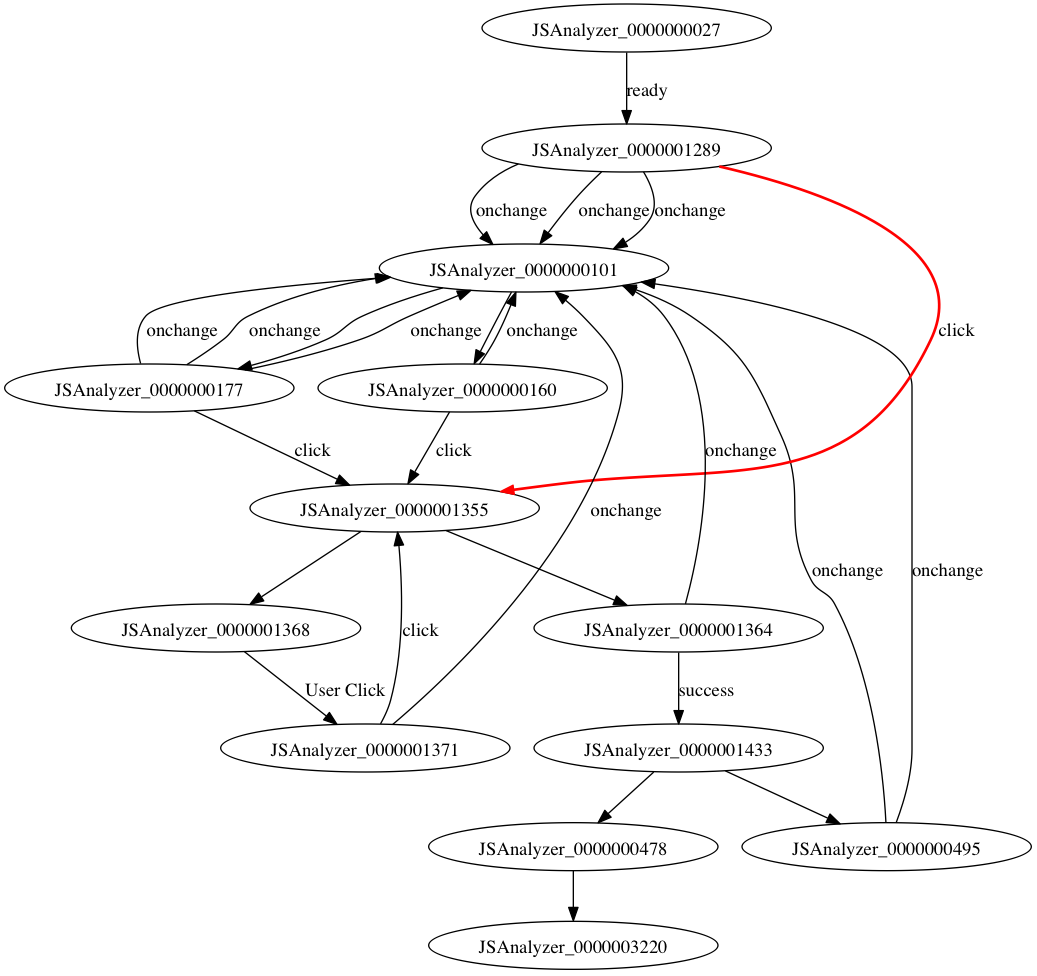 JSAnalyzer_0000000027
ready
JSAnalyzer_0000001289
onchange
onchange
onchange
JSAnalyzer_0000000101
onchange
onchange
onchange
onchange
click
JSAnalyzer_0000000177
JSAnalyzer_0000000160
click
click
onchange
JSAnalyzer_0000001355
onchange
onchange
onchange
JSAnalyzer_0000001368
click
JSAnalyzer_0000001364
User Click
success
JSAnalyzer_0000001371
JSAnalyzer_0000001433
JSAnalyzer_0000000478
JSAnalyzer_0000000495
JSAnalyzer_0000003220